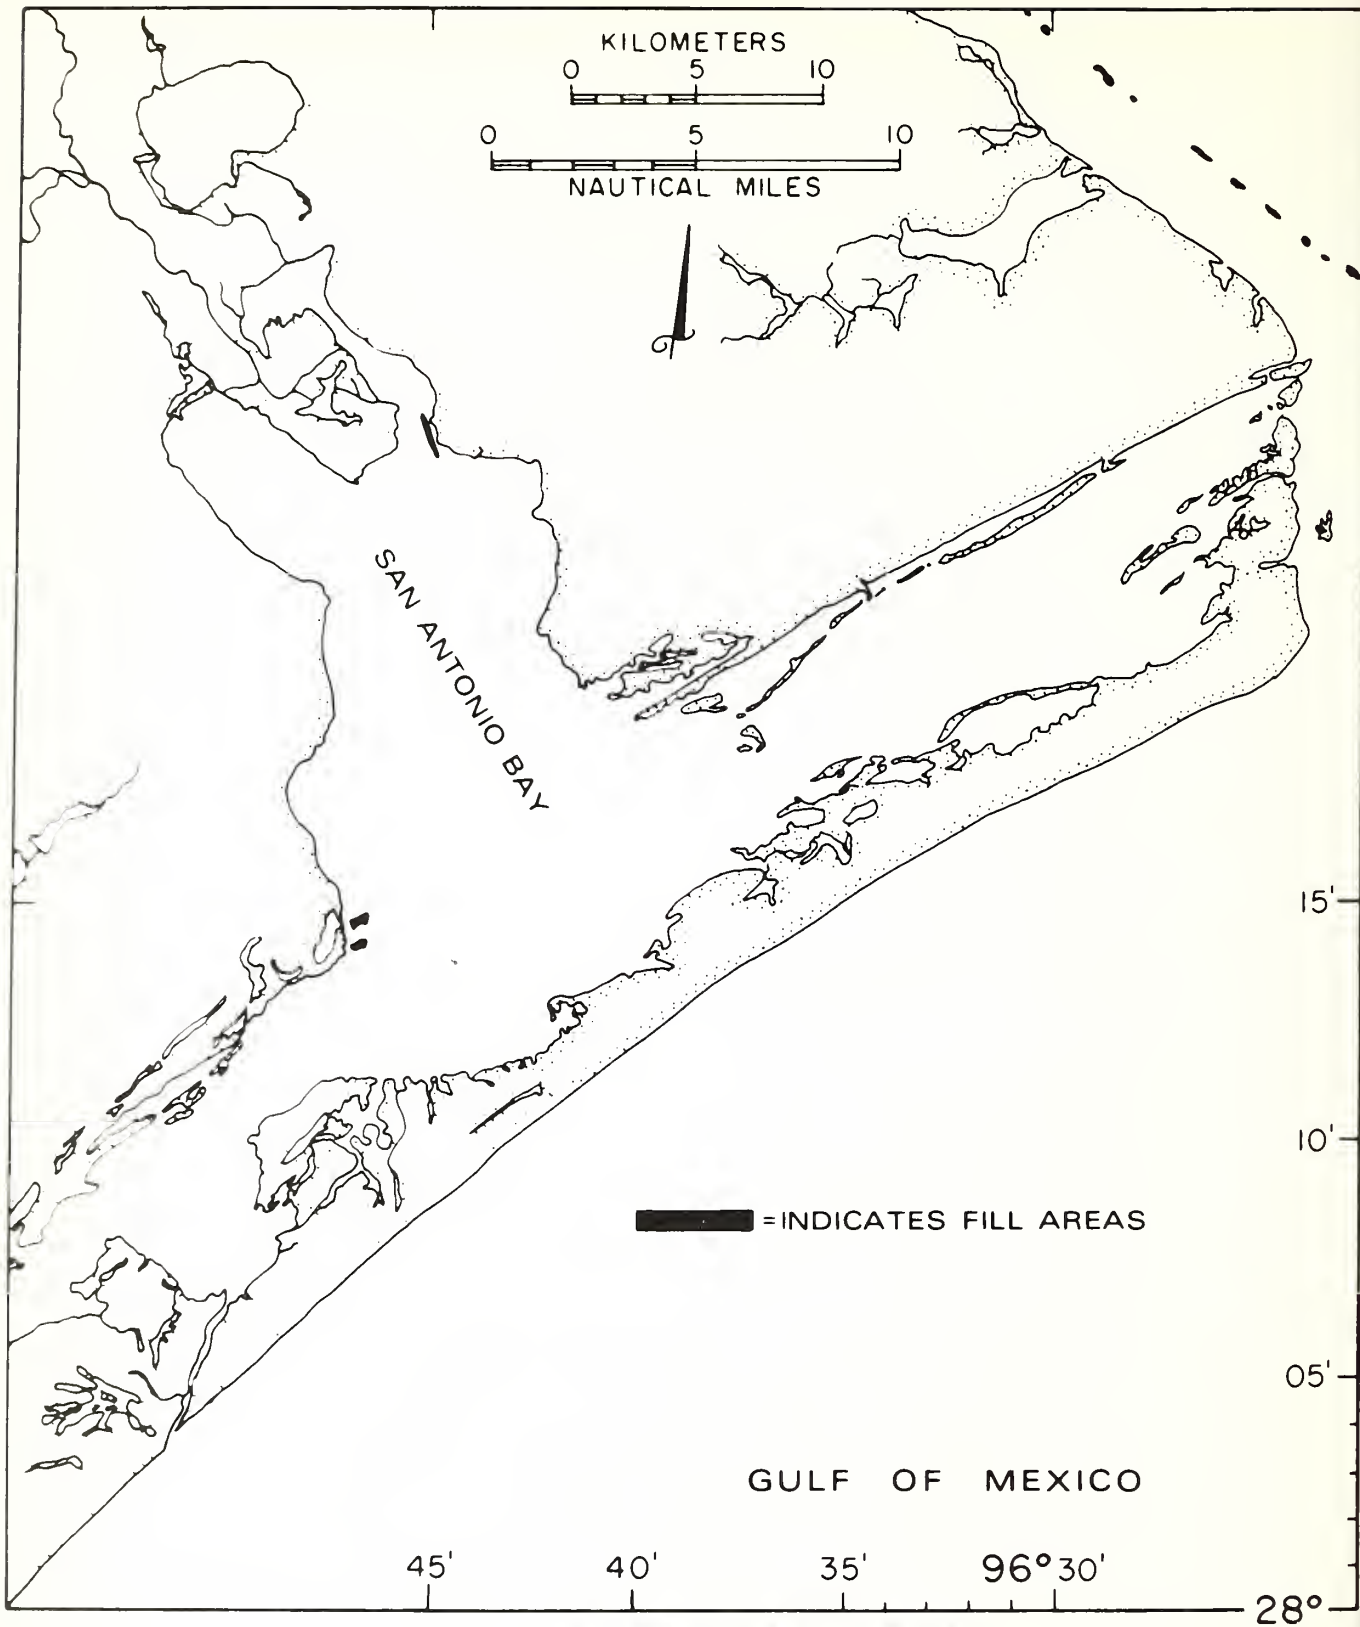 KILOMETERS
0 5 10
0 5 10
NAUTICAL MILES
SAN ANTONIO BAY
15'
10'
=INDICATES FILL AREAS
05'
GULF OF MEXICO
45' 40' 35' 96°30'
28°